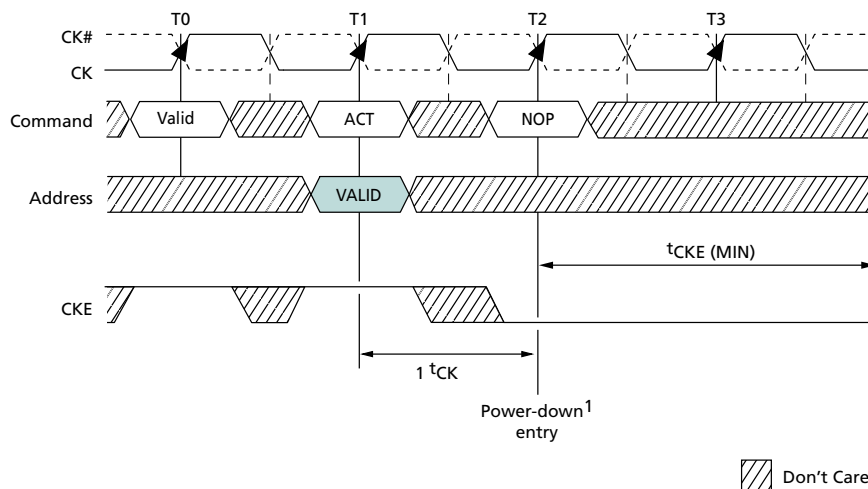 T0 T1 T2 T3
CK#
CK
Command Valid ACT NOP
Address VALID
tCKE (MIN)
CKE
1 tCK
Power-down1
entry
Don't Care